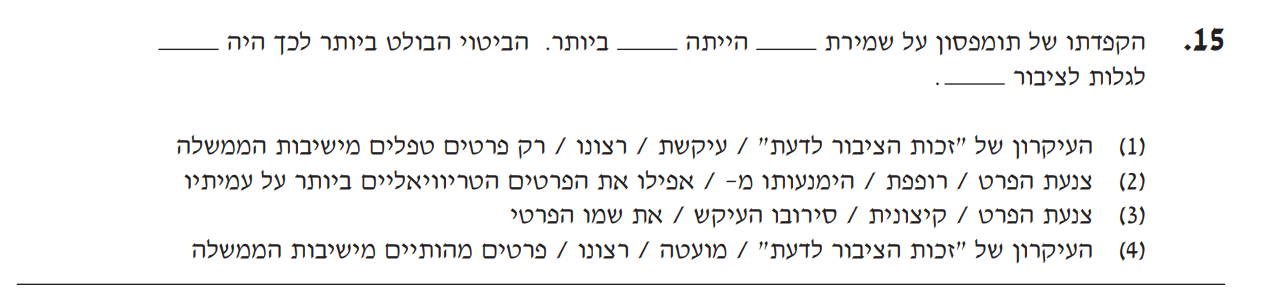 15. הקפדתו של תומפסון על שמירת _____ הייתה _____ ביותר. הביטוי הבולט ביותר לכך היה _____
לגלות לציבור _____.
(1) העיקרון של "זכות הציבור לדעת" / עיקשת / רצונו / רק פרטים טפלים מישיבות הממשלה
(2) צנעת הפרט / רופפת / הימנעותו מ- / אפילו את הפרטים הטריוויאליים ביותר על עמיתיו
(3) צנעת הפרט / קיצונית / סירובו העיקש / את שמו הפרטי
(4) העיקרון של "זכות הציבור לדעת" / מועטה / רצונו / פרטים מהותיים מישיבות הממשלה